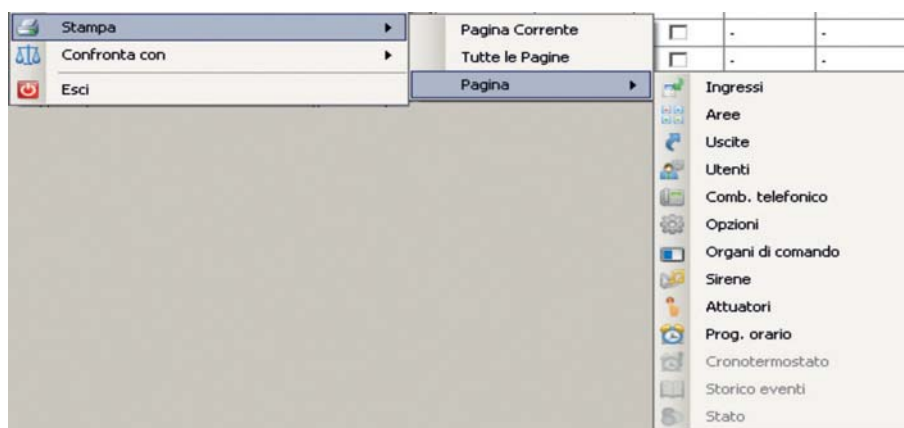 Stampa
Confronta con
Esci
Pagina Corrente
Tutte le Pagine
Pagina
- -
- -
Ingressi
Aree
Uscite
Utenti
Comb. telefonico
Opzioni
Organi di comando
Sirene
Attuatori
Prog. orario
Cronotermostato
Storico eventi
Stato